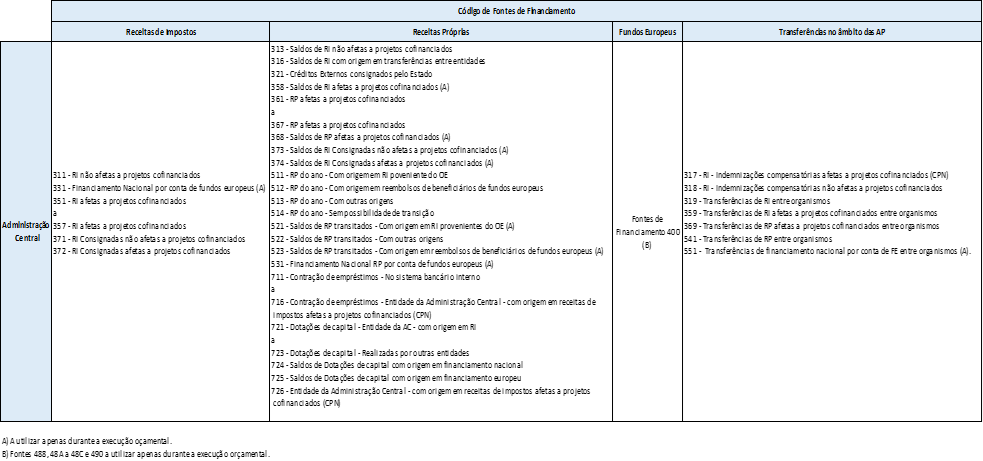 Código de Fontes de Financiamento
Receitas de Impostos
Receitas Próprias
Fundos Europeus
Transferências no âmbito das AP
Administração
Central
311 - RI não afetas a projetos cofinanciados
331 - Financiamento Nacional por conta de fundos europeus (A)
351 - RI afetas a projetos cofinanciados
a
357 - RI afetas a projetos cofinanciados
371 - RI Consignadas não afetas a projetos cofinanciados
372 - RI Consignadas afetas a projetos cofinanciados
313 - Saldos de RI não afetas a projetos cofinanciados
316 - Saldos de RI com origem em transferências entre entidades
321 - Créditos Externos consignados pelo Estado
358 - Saldos de RI afetas a projetos cofinanciados (A)
361 - RP afetas a projetos cofinanciados
a
367 - RP afetas a projetos cofinanciados
368 - Saldos de RP afetas a projetos cofinanciados (A)
373 - Saldos de RI Consignadas não afetas a projetos cofinanciados (A)
374 - Saldos de RI Consignadas afetas a projetos cofinanciados (A)
511 - RP do ano - Com origem em RI poveniente do OE
512 - RP do ano - Com origem em reembolsos de beneficiários de fundos europeus
513 - RP do ano - Com outras origens
514 - RP do ano - Sem possibilidade de transição
521 - Saldos de RP transitados - Com origem em RI provenientes do OE (A)
522 - Saldos de RP transitados - Com outras origens
523 - Saldos de RP transitados - Com origem em reembolsos de beneficiários de fundos europeus (A)
531 - Financiamento Nacional RP por conta de fundos europeus (A)
711 - Contração de empréstimos - No sistema bancário interno
a
716 - Contração de empréstimos - Entidade da Administração Central - com origem em receitas de
impostos afetas a projetos cofinanciados (CPN)
721 - Dotações de capital - Entidade da AC - com origem em RI
a
723 - Dotações de capital - Realizadas por outras entidades
724 - Saldos de Dotações de capital com origem em financiamento nacional
725 - Saldos de Dotações de capital com origem em financiamento europeu
726 - Entidade da Administração Central - com origem em receitas de impostos afetas a projetos
cofinanciados (CPN)
Fontes de
Financiamento 400
(B)
317 - RI - Indemnizações compensatórias afetas a projetos cofinanciados (CPN)
318 - RI - Indemnizações compensatórias não afetas a projetos cofinanciados
319 - Transferências de RI entre organismos
359 - Transferências de RI afetas a projetos cofinanciados entre organismos
369 - Transferências de RP afetas a projetos cofinanciados entre organismos
541 - Transferências de RP entre organismos
551 - Transferências de financiamento nacional por conta de FE entre organismos (A).
A) A utilizar apenas durante a execução oçamental.
B) Fontes 488, 48A a 48C e 490 a utilizar apenas durante a execução orçamental.